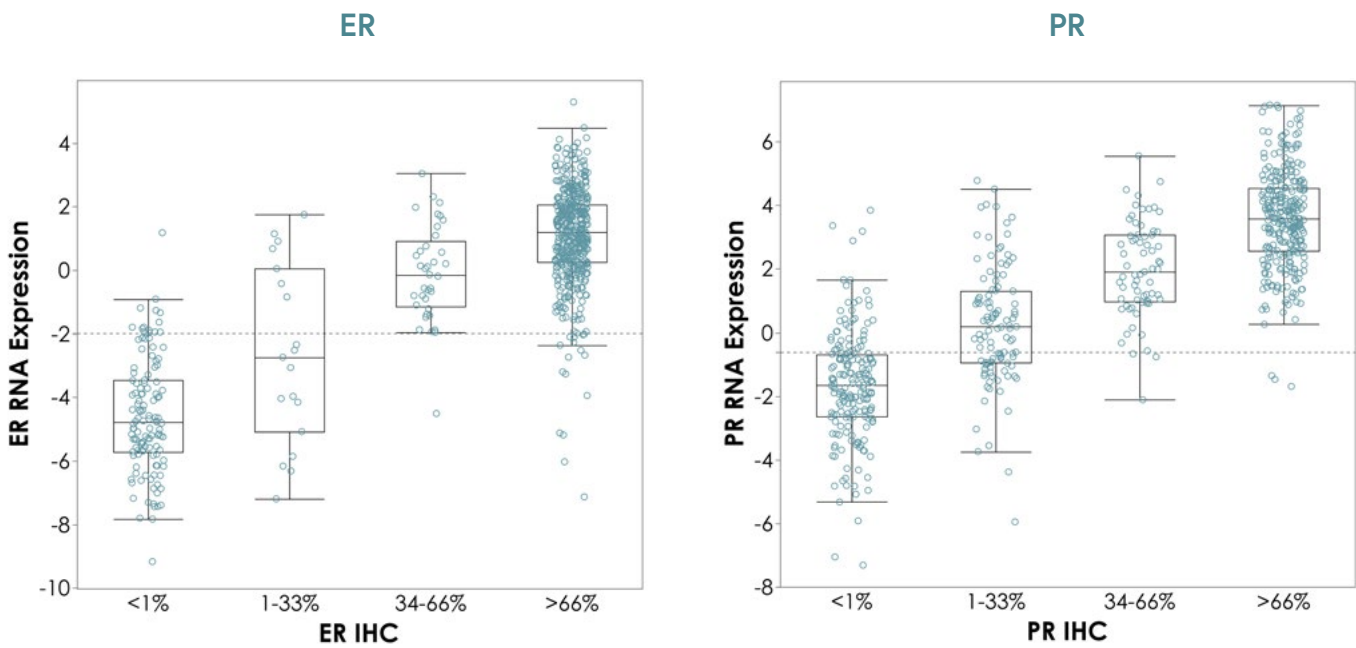 ER
ER RNA Expression
4
2
0
-2
-4
-6
-8
-10
<1% 1-33% 34-66% >66%
ER IHC
PR
PR RNA Expression
6
4
2
0
-2
-4
-6
-8
<1% 1-33% 34-66% >66%
PR IHC